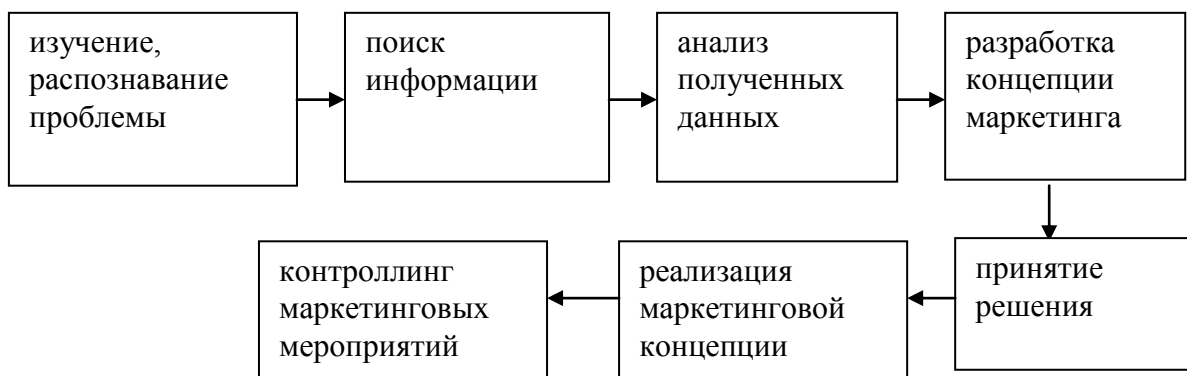 изучение,
распознавание
проблемы
поиск
информации
анализ
полученных
данных
разработка
концепции
маркетинга
принятие
решения
реализация
маркетинговой
концепции
контроллинг
маркетинговых
мероприятий